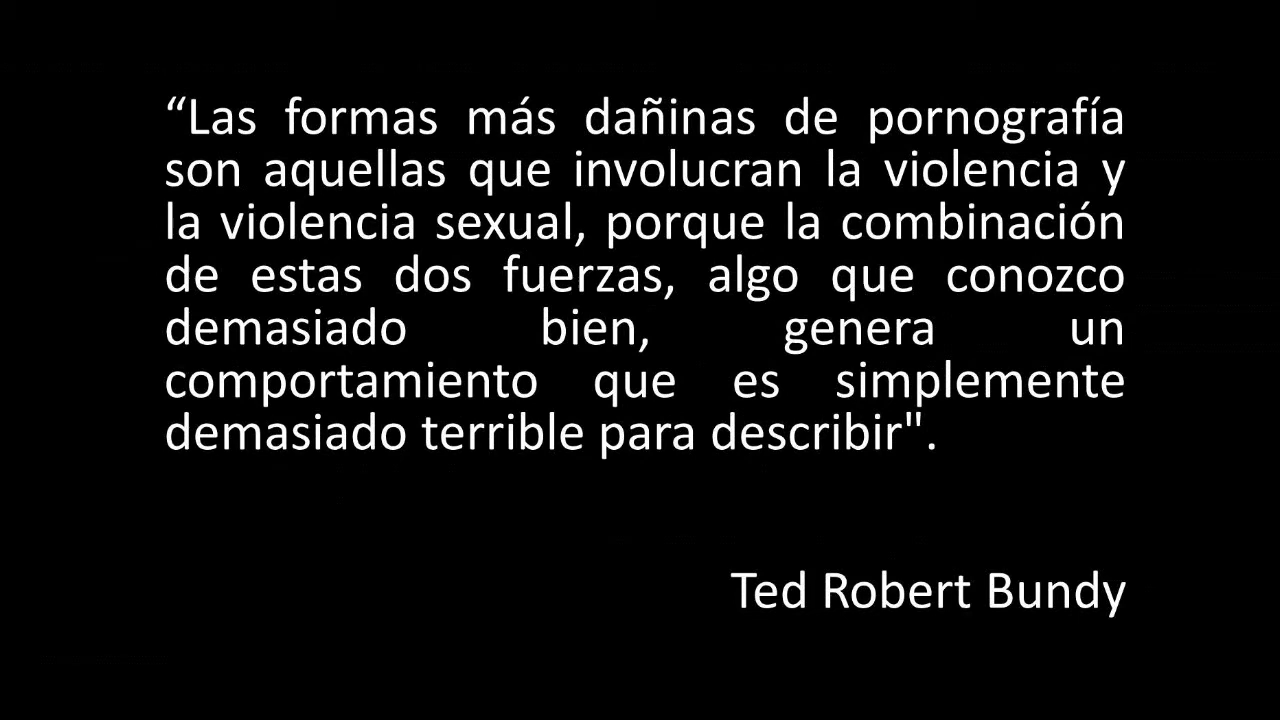 “Las formas más dañinas de pornografía
son aquellas que involucran la violencia y
la violencia sexual, porque la combinación
de estas dos fuerzas, algo que conozco
demasiado bien, genera un
comportamiento que es simplemente
demasiado terrible para describir".
Ted Robert Bundy